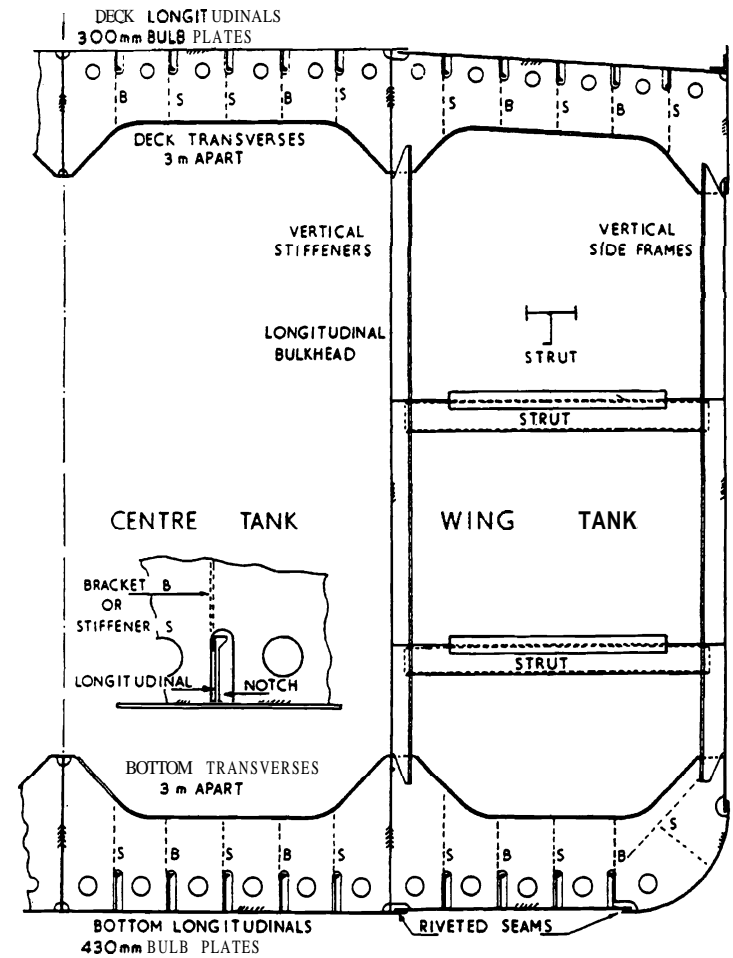 DECK LONGITUDINALS
300mm BULB PLATES
B
S
S
B
S
S
B
S
B
S
DECK TRANSVERSES
3 m APART
VERTICAL
STIFFENERS
VERTICAL
SIDE FRAMES
LONGITUDINAL
BULKHEAD
STRUT
STRUT
CENTRE TANK
WING TANK
BRACKET B
OR
STIFFENER S
LONGITUDINAL
NOTCH
STRUT
BOTTOM TRANSVERSES
3 m APART
S
B
S
B
S
S
B
S
B
S
BOTTOM LONGITUDINALS
430mm BULB PLATES
RIVETED SEAMS